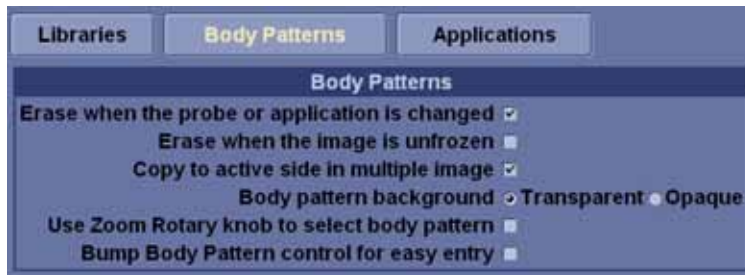 Libraries Body Patterns Applications
Body Patterns
Erase when the probe or application is changed
Erase when the image is unfrozen
Copy to active side in multiple image
Body pattern background Transparent Opaque
Use Zoom Rotary knob to select body pattern
Bump Body Pattern control for easy entry